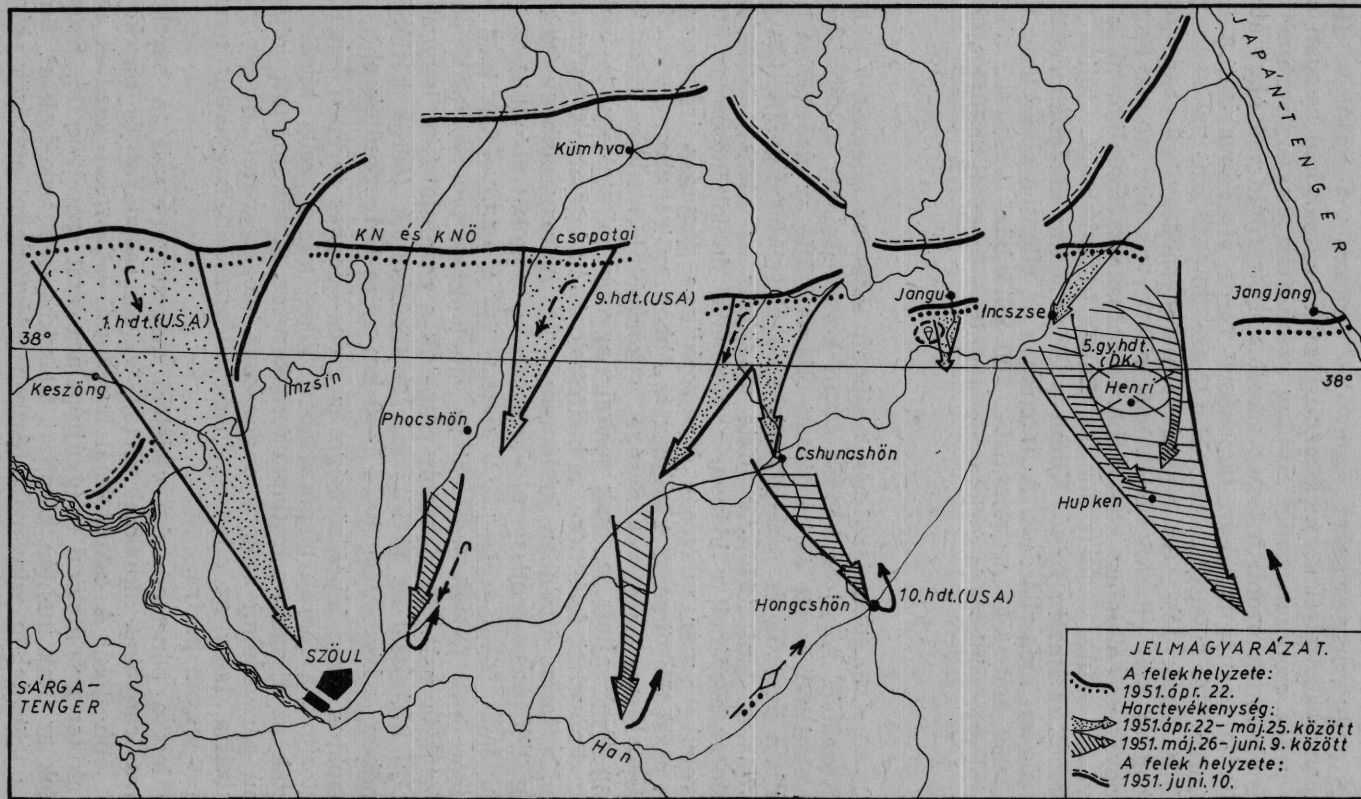 JAPÁN-TENGER
Kümhva
KN és KNÖ csapatai
1.hdt.(USA)
9.hdt.(USA)
Jangu
Incszse
Jangjang
38°
38°
Keszöng
Imzsin
5.gy.hdt.
(DK.)
Henri
Phocshön
Cshuncshön
Hupken
Hongcshön
10.hdt.(USA)
SZÖUL
SÁRGA-
TENGER
Han
JELMAGYARÁZAT.
A felek helyzete:
1951.ápr. 22.
Harctevékenység:
1951.ápr.22-máj.25. között
1951.máj.26-juni.9. között
A felek helyzete:
1951. juni.10.